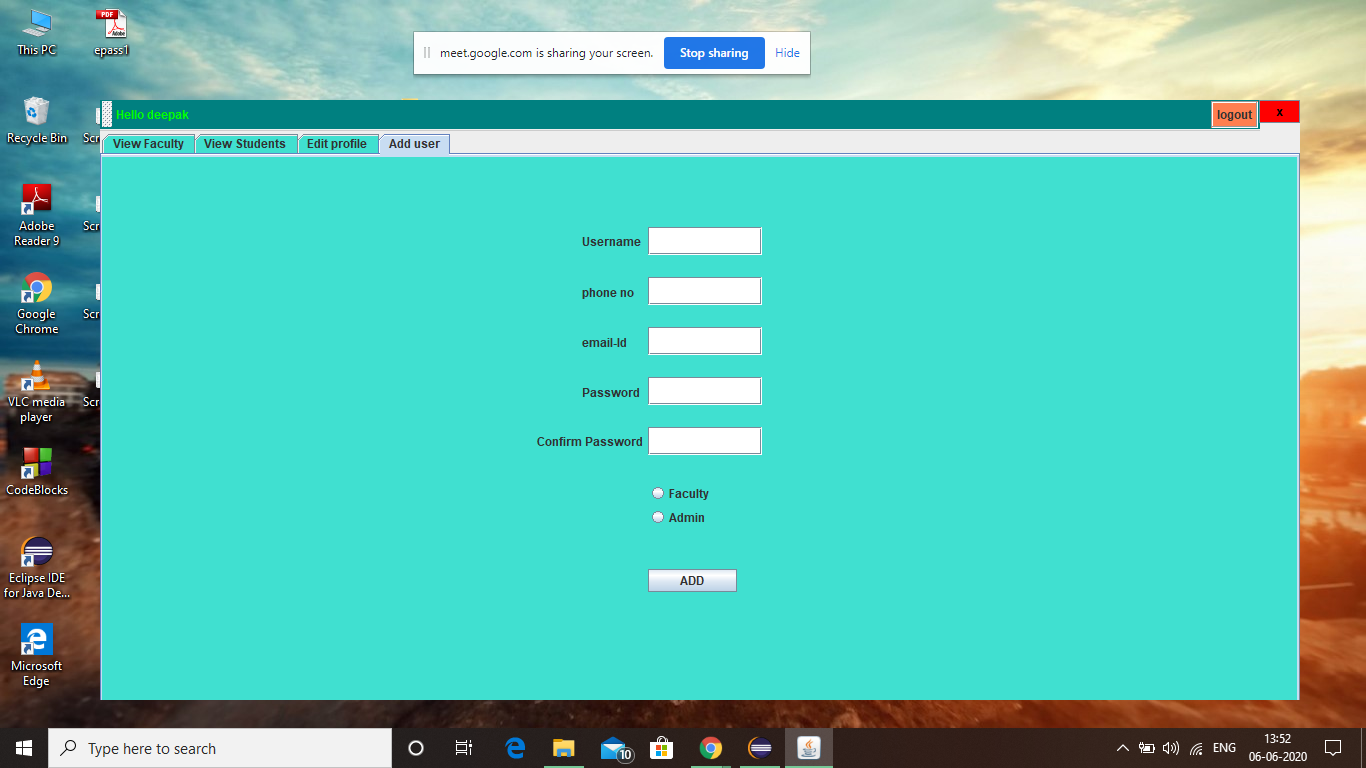 This PC
epass1
PDF
Adobe
meet.google.com is sharing your screen.
Stop sharing
Hide
Hello deepak
logout
x
Recycle Bin
Scr
View Faculty
View Students
Edit profile
Add user
Adobe
Reader 9
Scr
Username
phone no
email-Id
Password
Confirm Password
Faculty
Admin
ADD
Google
Chrome
Scr
VLC media
player
Scr
CodeBlocks
Eclipse IDE
for Java De...
Microsoft
Edge
Type here to search
10
ENG
13:52
06-06-2020